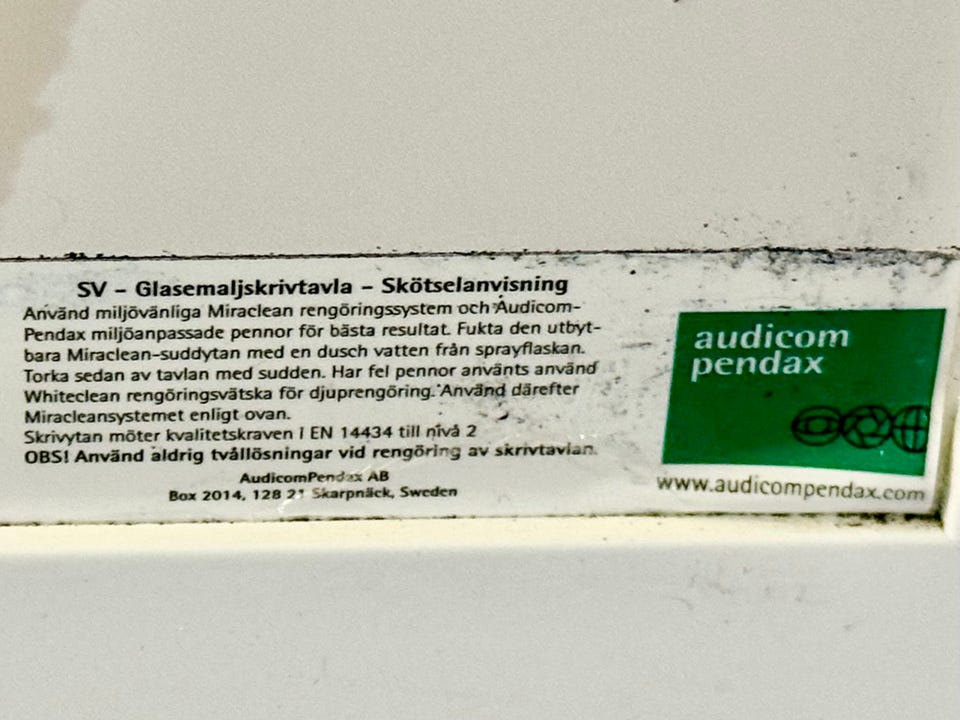 SV – Glasemaljskrivtavla – Skötselanvisning
Använd miljövänliga Miraclean rengöringssystem och Audicom-
Pendax miljöanpassade pennor för bästa resultat. Fukta den utbyt-
bara Miraclean-suddytan med en dusch vatten från sprayflaskan.
Torka sedan av tavlan med sudden. Har fel pennor använts använd
Whiteclean rengöringsvätska för djuprengöring. Använd därefter
Miracleansystemet enligt ovan.
Skrivytan möter kvalitetskraven i EN 14434 till nivå 2
OBS! Använd aldrig tvållösningar vid rengöring av skrivtavlan.
AudicomPendax AB
Box 2014, 128 21 Skarpnäck, Sweden
audicom
pendax
www.audicompendax.com